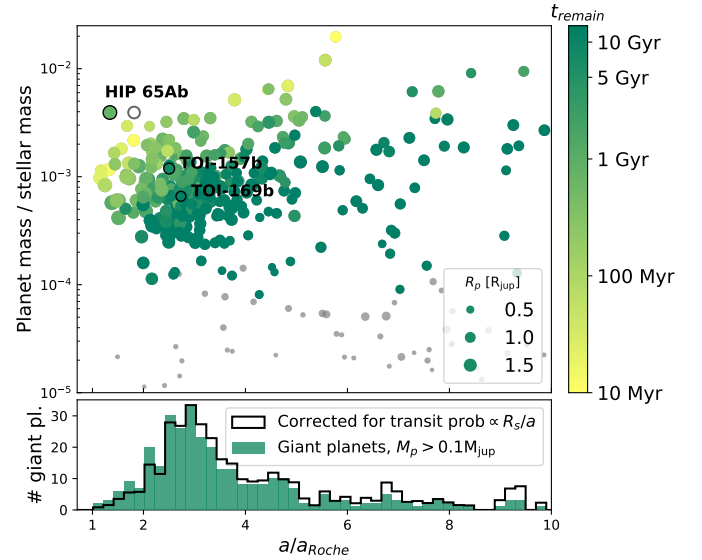 t_remain
10⁻²
10⁻³
10⁻⁴
10⁻⁵
Planet mass / stellar mass
HIP 65Ab
TOI-157b
TOI-169b
R_p [R_jup]
0.5
1.0
1.5
10 Gyr
5 Gyr
1 Gyr
100 Myr
10 Myr
30
20
10
0
# giant pl.
Corrected for transit prob ∝ R_s/a
Giant planets, M_p > 0.1M_jup
1 2 4 6 8 10
a/a_Roche